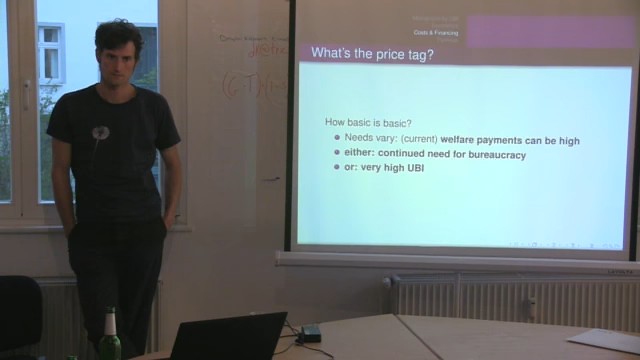 Goals & Financing
What's the price tag?
How basic is basic?
Needs vary: (current) welfare payments can be high
either: continued need for bureaucracy
or: very high UBI